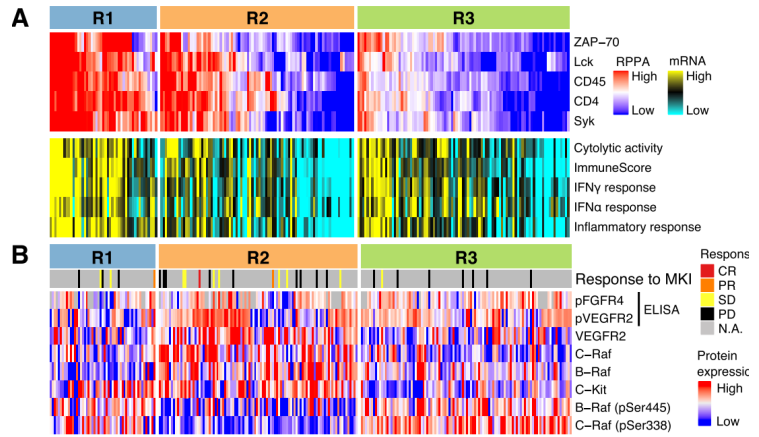 A
R1 R2 R3
ZAP-70
Lck
CD45
CD4
Syk
RPPA
High
Low
mRNA
High
Low
Cytolytic activity
ImmuneScore
IFNγ response
IFNα response
Inflammatory response
B
R1 R2 R3
Response to MKI
pFGFR4
pVEGFR2
ELISA
VEGFR2
C-Raf
B-Raf
C-Kit
B-Raf (pSer445)
C-Raf (pSer338)
Respons
CR
PR
SD
PD
N.A.
Protein
expressic
High
Low